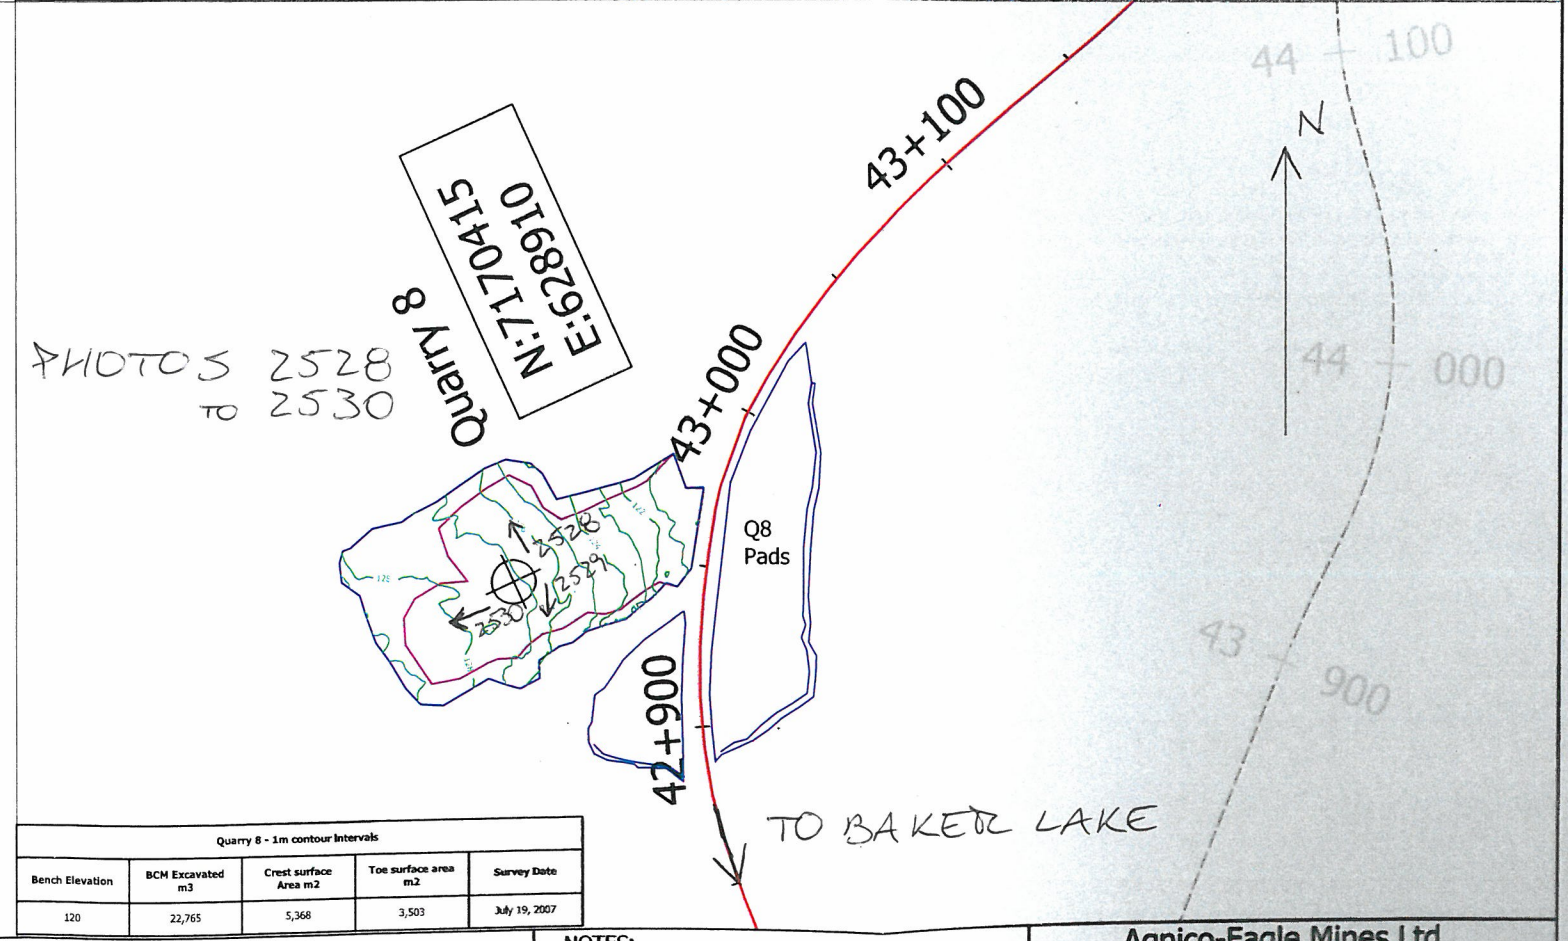 44 + 100
N
43+100
N:7170415
E:628910
Quarry 8
PHOTOS 2528
TO 2530
43+000
44 + 000
Q8
Pads
2528
2529
2530
122
128
43 + 900
42+900
TO BAKER LAKE
Quarry 8 - 1m contour Intervals
Bench Elevation
BCM Excavated
m3
Crest surface
Area m2
Toe surface area
m2
Survey Date
120
22,765
5,368
3,503
July 19, 2007
NOTES:
Agnico-Eagle Mines Ltd